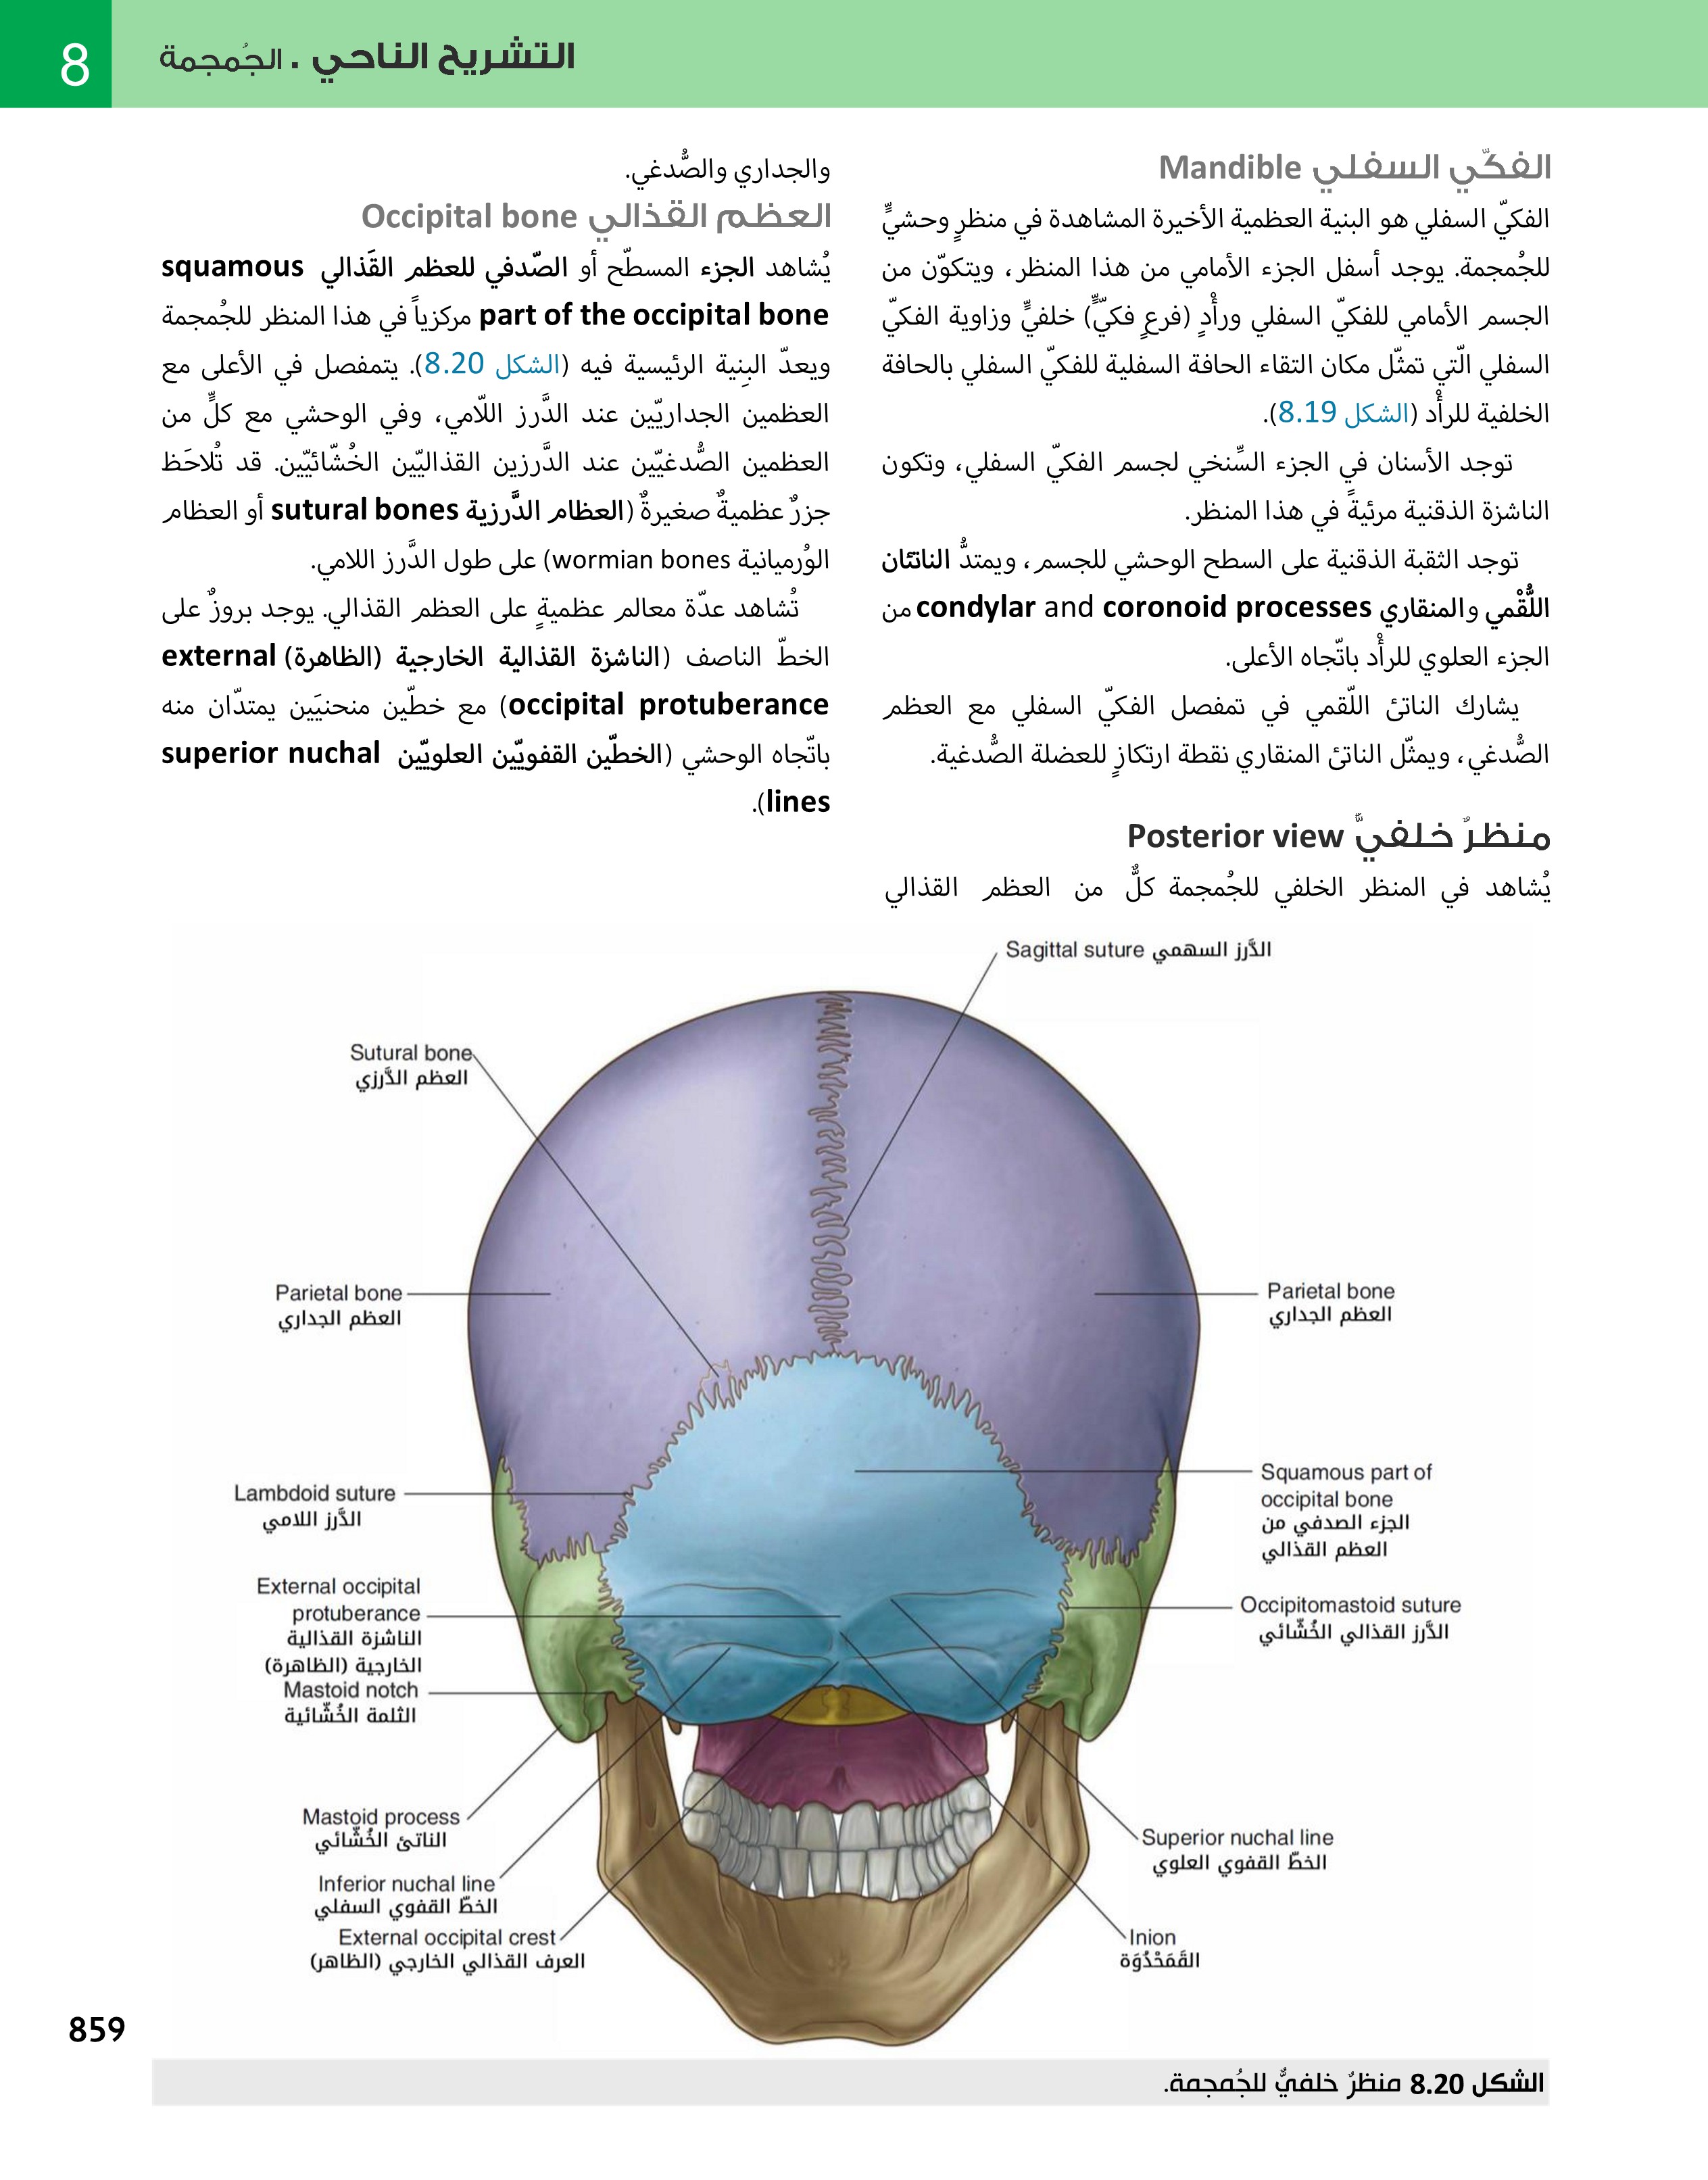 8
التشريح الناحي . الجُمجمة
الفكّي السفلي Mandible
الفكيّ السفلي هو البنية العظمية الأخيرة المشاهدة في منظرٍ وحشيٍّ
للجُمجمة. يوجد أسفل الجزء الأمامي من هذا المنظر، ويتكوّن من
الجسم الأمامي للفكيّ السفلي ورأْدٍ (فرعٍ فكيٍّ) خلفيٍّ وزاوية الفكيّ
السفلي الّتي تمثّل مكان التقاء الحافة السفلية للفكيّ السفلي بالحافة
الخلفية للرأْد (الشكل 8.19).
توجد الأسنان في الجزء السِّنخي لجسم الفكيّ السفلي، وتكون
الناشزة الذقنية مرئيةً في هذا المنظر.
توجد الثقبة الذقنية على السطح الوحشي للجسم، ويمتدُّ الناتئان
اللُّقْمي والمنقاري condylar and coronoid processes من
الجزء العلوي للرأْد باتّجاه الأعلى.
يشارك الناتئ اللّقمي في تمفصل الفكيّ السفلي مع العظم
الصُّدغي، ويمثّل الناتئ المنقاري نقطة ارتكازٍ للعضلة الصُّدغية.
منظرٌ خلفيٌّ Posterior view
يُشاهد في المنظر الخلفي للجُمجمة كلٌّ من العظم القذالي
والجداري والصُّدغي.
العظم القذالي Occipital bone
يُشاهد الجزء المسطّح أو الصّدفي للعظم القَذالي squamous
part of the occipital bone مركزياً في هذا المنظر للجُمجمة
ويعدّ البنِية الرئيسية فيه (الشكل 8.20). يتمفصل في الأعلى مع
العظمين الجداريّين عند الدَّرز اللّامي، وفي الوحشي مع كلٍّ من
العظمين الصُّدغيّين عند الدَّرزين القذاليّين الخُشّائيّين. قد تُلاحَظ
جزرٌ عظميةٌ صغيرةٌ (العظام الدَّرزية sutural bones أو العظام
الوُرميانية wormian bones) على طول الدَّرز اللامي.
تُشاهد عدّة معالم عظميةٍ على العظم القذالي. يوجد بروزٌ على
الخطّ الناصف (الناشزة القذالية الخارجية (الظاهرة) external
occipital protuberance) مع خطّين منحنيَين يمتدّان منه
باتّجاه الوحشي (الخطّين القفويّين العلويّين superior nuchal
lines).
Sagittal suture الدَّرز السهمي
Sutural bone
العظم الدَّرزي
Parietal bone
العظم الجداري
Parietal bone
العظم الجداري
Lambdoid suture
الدَّرز اللامي
Squamous part of
occipital bone
الجزء الصدفي من
العظم القذالي
External occipital
protuberance
الناشزة القذالية
الخارجية (الظاهرة)
Occipitomastoid suture
الدَّرز القذالي الخُشّائي
Mastoid notch
الثلمة الخُشّائية
Mastoid process
الناتئ الخُشّائي
Superior nuchal line
الخطّ القفوي العلوي
Inferior nuchal line
الخطّ القفوي السفلي
External occipital crest
العرف القذالي الخارجي (الظاهر)
Inion
القَمَحْدُوَة
859
الشكل 8.20 منظرٌ خلفيٌّ للجُمجمة.